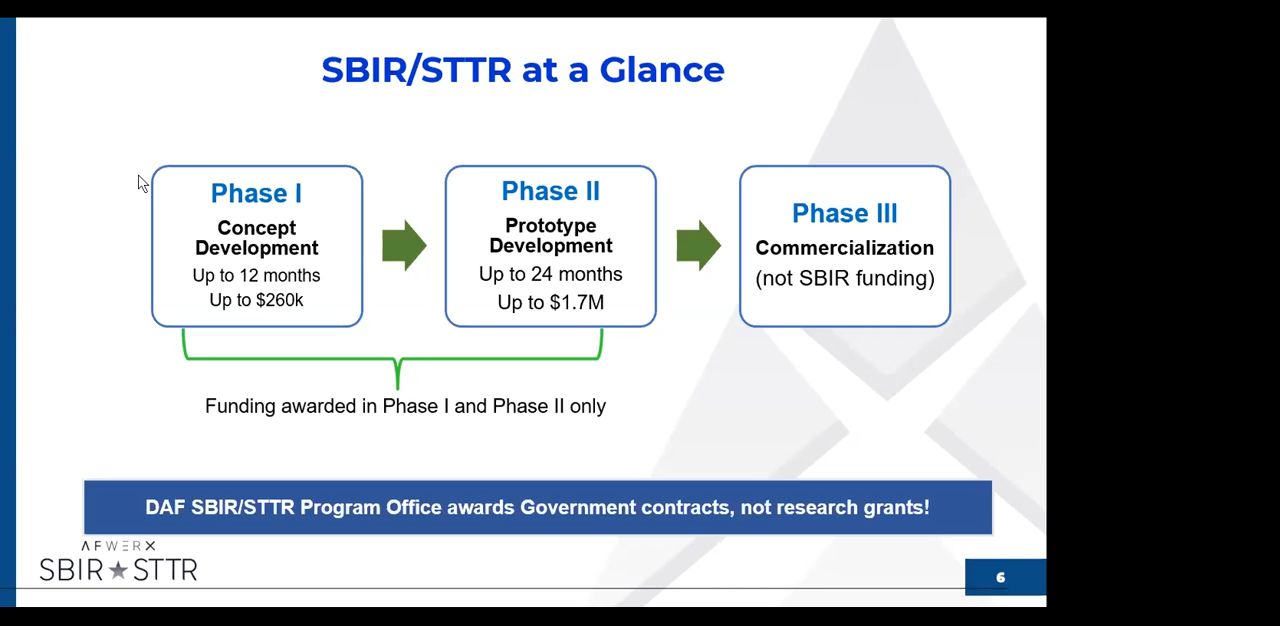 SBIR/STTR at a Glance
Phase I
Concept
Development
Up to 12 months
Up to $260k
Phase II
Prototype
Development
Up to 24 months
Up to $1.7M
Phase III
Commercialization
(not SBIR funding)
Funding awarded in Phase I and Phase II only
DAF SBIR/STTR Program Office awards Government contracts, not research grants!
AFWERX
SBIR★STTR
6